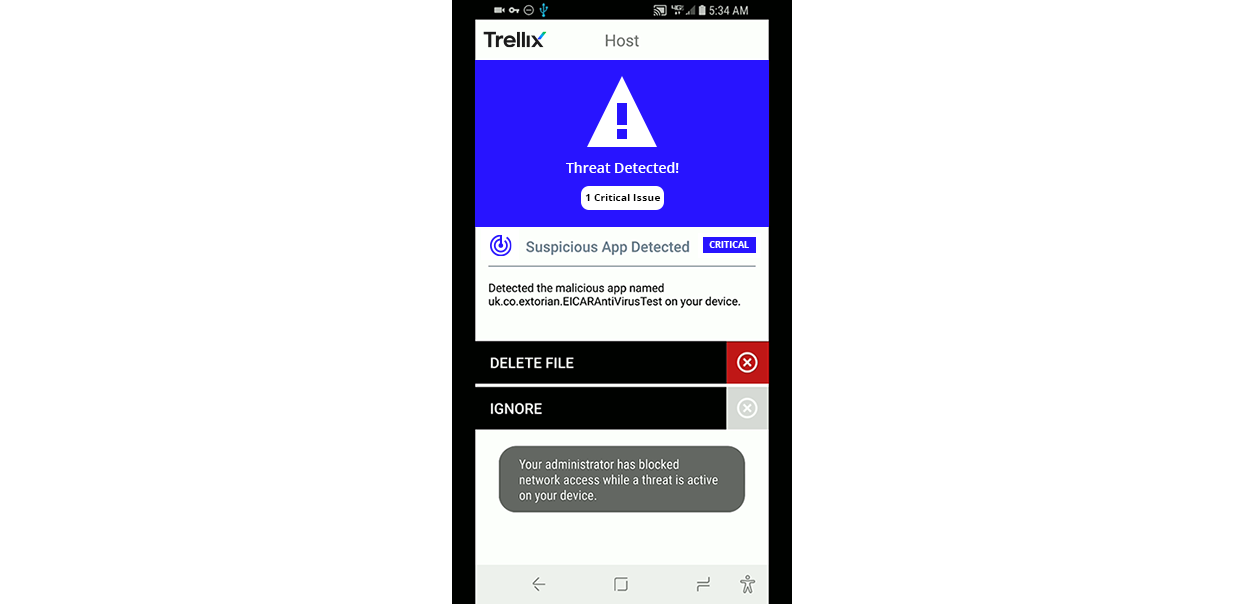 5:34 AM
Trellix
Host
Threat Detected!
1 Critical Issue
Suspicious App Detected
CRITICAL
Detected the malicious app named
uk.co.extorian.EICARAntiVirusTest on your device.
DELETE FILE
IGNORE
Your administrator has blocked
network access while a threat is active
on your device.